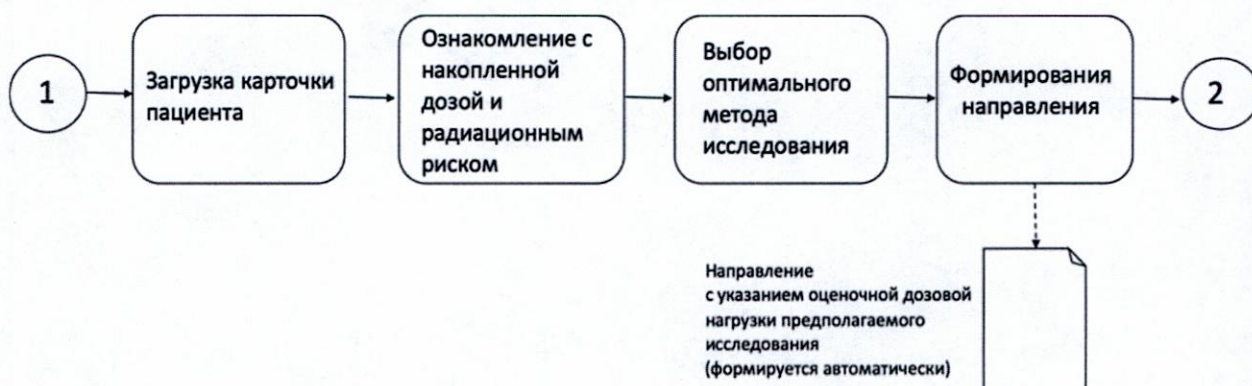 1
Загрузка карточки
пациента
Ознакомление с
накопленной
дозой и
радиационным
риском
Выбор
оптимального
метода
исследования
Формирования
направления
2
Направление
с указанием оценочной дозовой
нагрузки предполагаемого
исследования
(формируется автоматически)